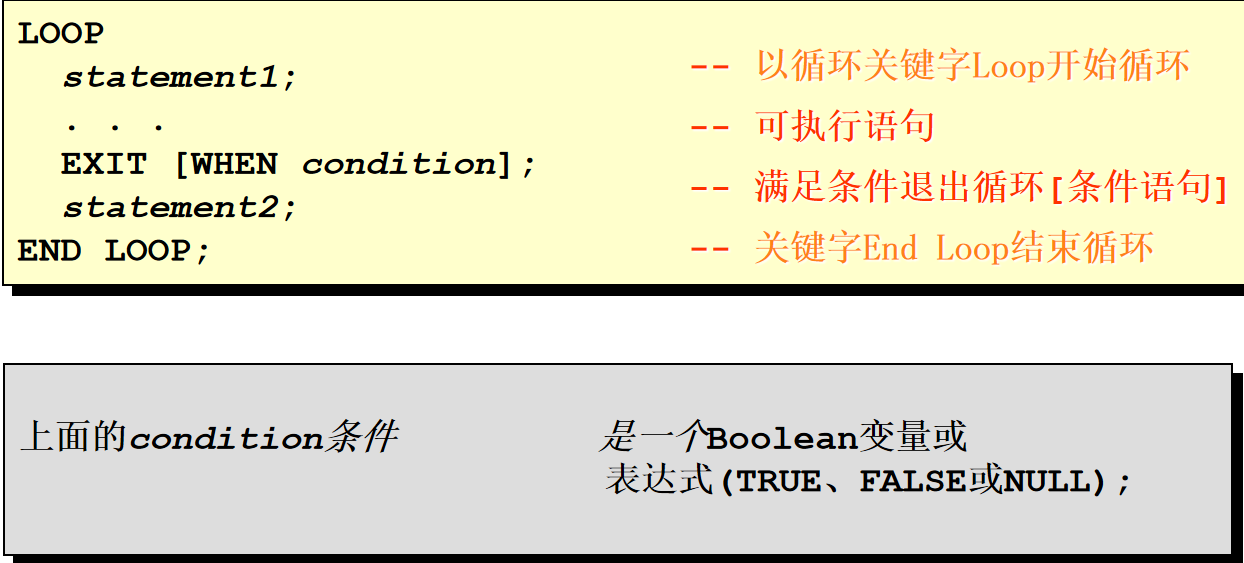 LOOP
statement1;
. . .
EXIT [WHEN condition];
statement2;
END LOOP;
-- 以循环关键字Loop开始循环
-- 可执行语句
-- 满足条件退出循环[条件语句]
-- 关键字End Loop结束循环
上面的condition条件 是一个Boolean变量或
表达式(TRUE、FALSE或NULL);